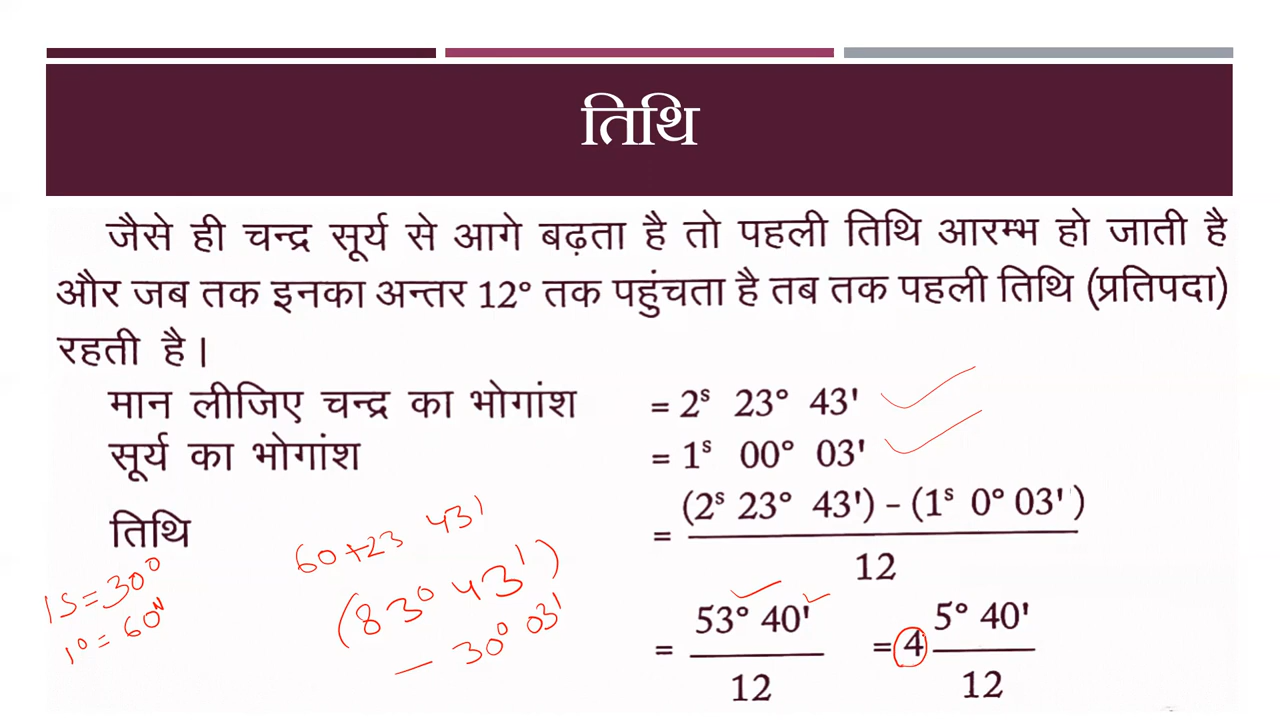 तिथि
जैसे ही चन्द्र सूर्य से आगे बढ़ता है तो पहली तिथि आरम्भ हो जाती है
और जब तक इनका अन्तर 12° तक पहुंचता है तब तक पहली तिथि (प्रतिपदा)
रहती है।
मान लीजिए चन्द्र का भोगांश = 2ˢ 23° 43'
सूर्य का भोगांश = 1ˢ 00° 03'
तिथि = (2ˢ 23° 43') - (1ˢ 0° 03')
12
= 53° 40' = 4 5° 40'
12 12
60+23 43'
(83° 43')
— 30° 03'
1S = 30°
1° = 60"